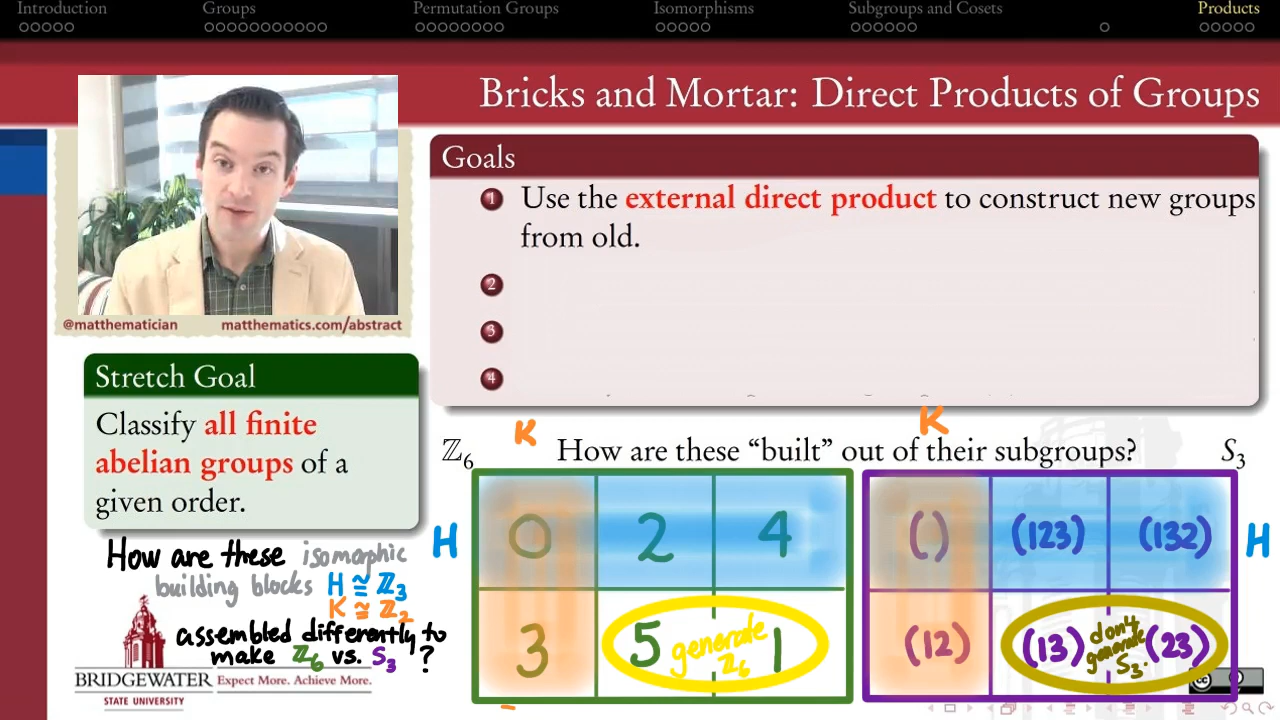 Introduction Groups Permutation Groups Isomorphisms Subgroups and Cosets Products
Bricks and Mortar: Direct Products of Groups
@matthematician matthematics.com/abstract
Goals
1 Use the external direct product to construct new groups
from old.
2
3
4
Stretch Goal
Classify all finite
abelian groups of a
given order.
How are these isomorphic
building blocks H ≅ ℤ₃
K ≅ ℤ₂
assembled differently to
make ℤ₆ vs. S₃ ?
BRIDGEWATER
STATE UNIVERSITY
Expect More. Achieve More.
K K
ℤ₆ How are these “built” out of their subgroups? S₃
H 0 2 4
3 5 generate ℤ₆ 1
( ) (123) (132) H
(12) (13) don't generate S₃. (23)
cc